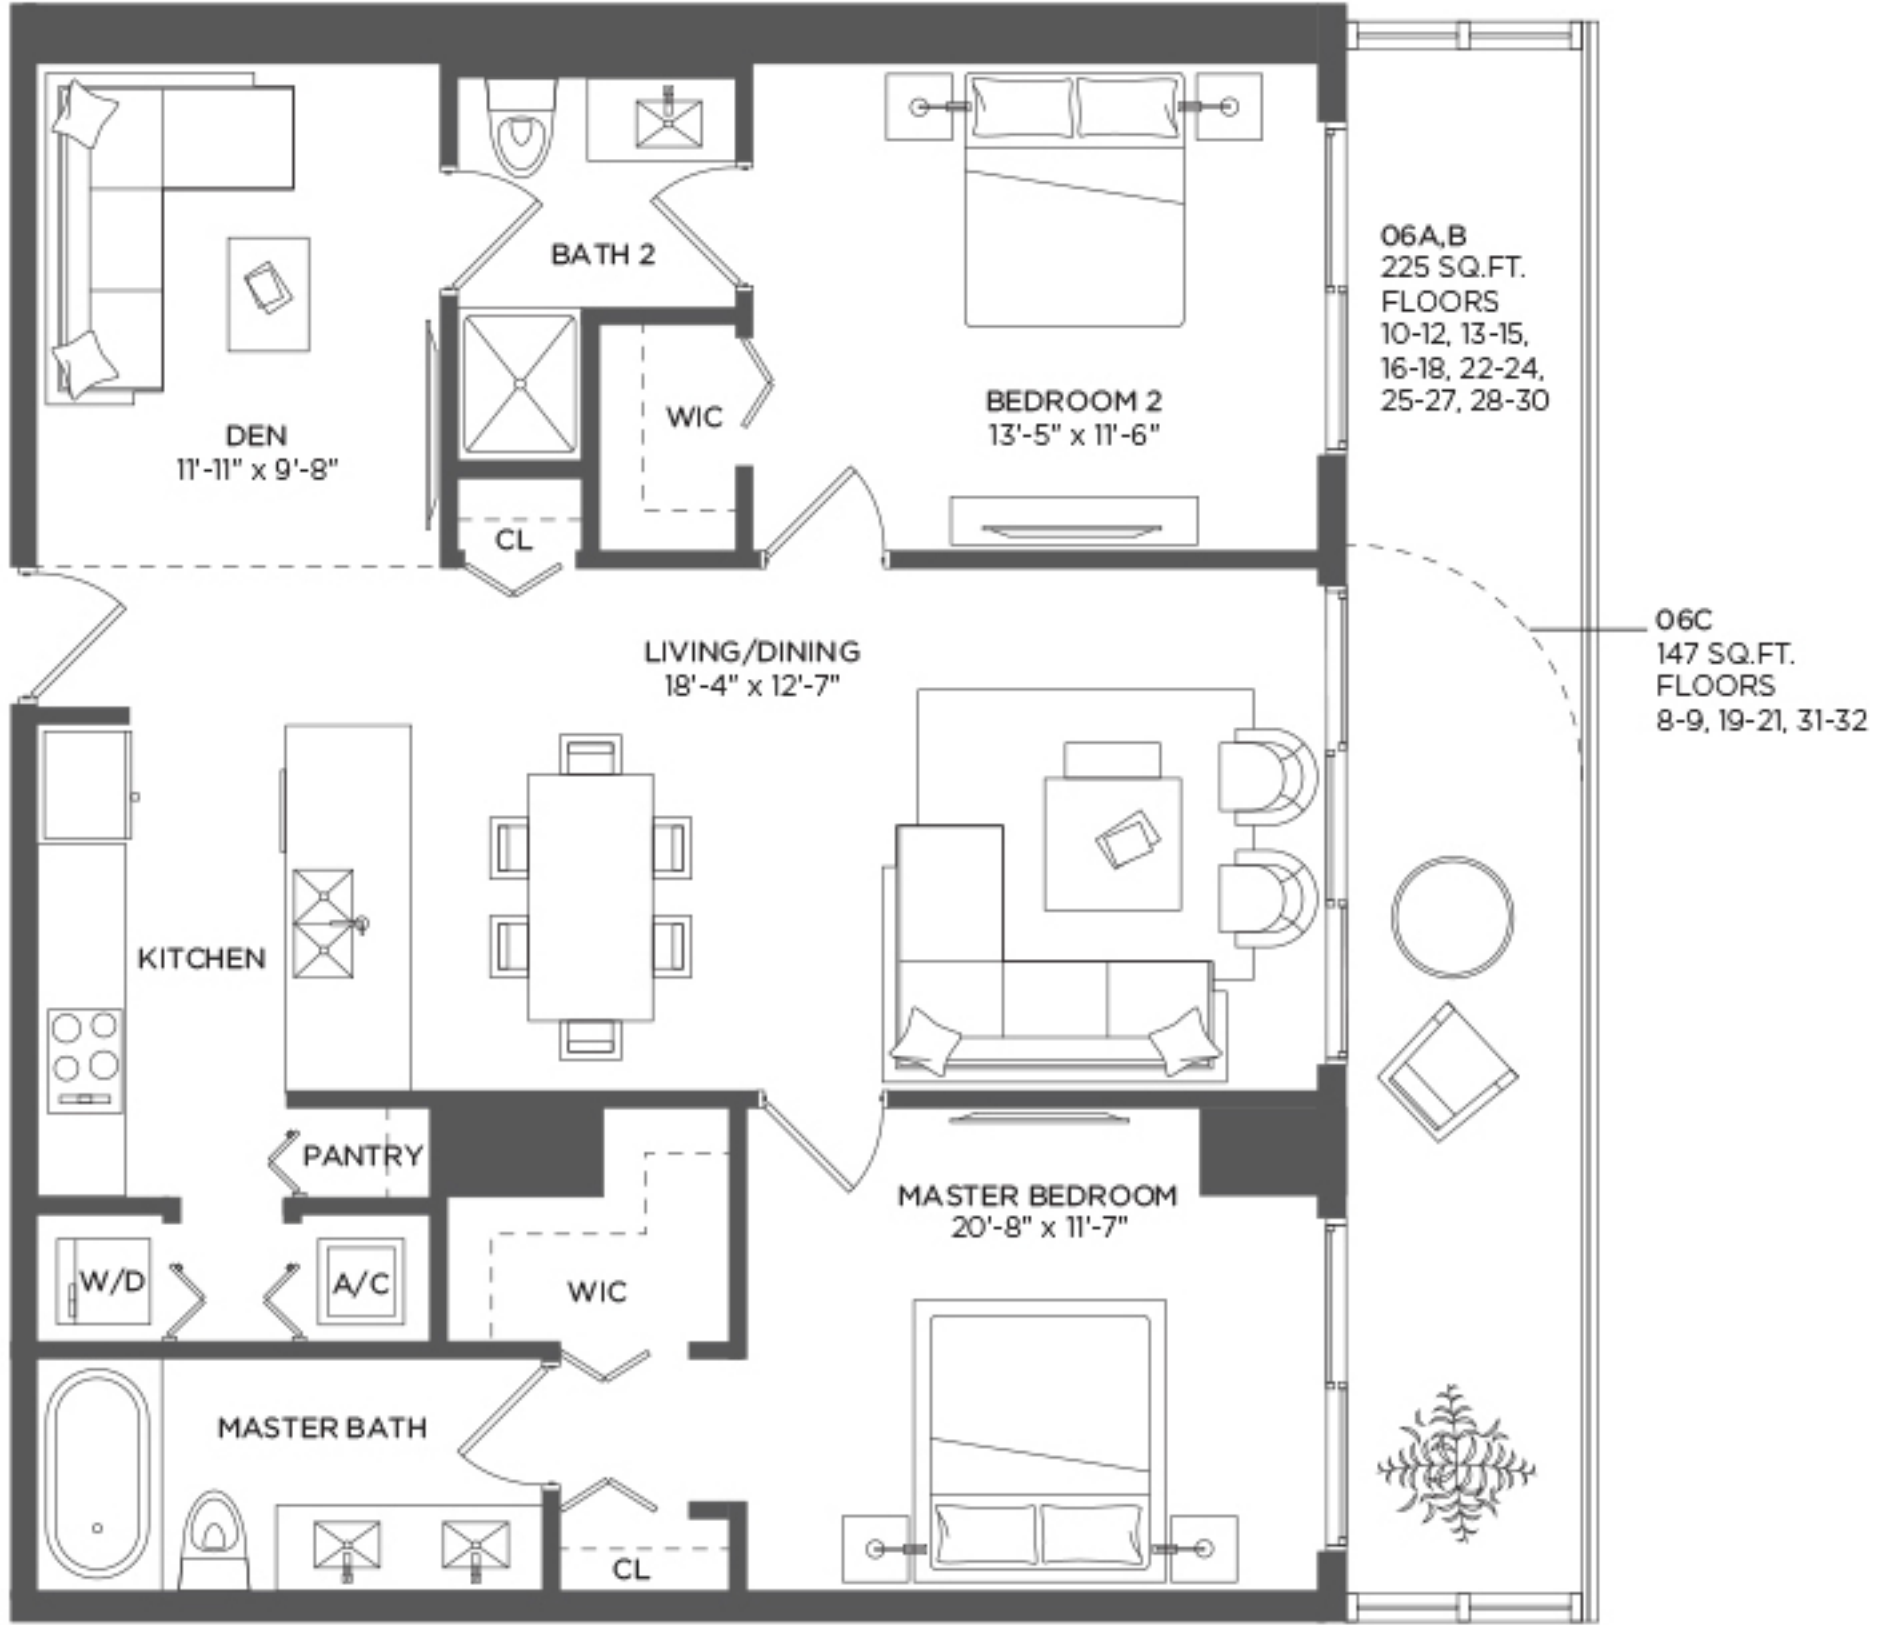 BATH 2
06A,B
225 SQ.FT.
FLOORS
10-12, 13-15,
16-18, 22-24,
25-27, 28-30
DEN
11'-11" x 9'-8"
WIC
BEDROOM 2
13'-5" x 11'-6"
CL
LIVING/DINING
18'-4" x 12'-7"
06C
147 SQ.FT.
FLOORS
8-9, 19-21, 31-32
KITCHEN
PANTRY
MASTER BEDROOM
20'-8" x 11'-7"
W/D
A/C
WIC
MASTER BATH
CL